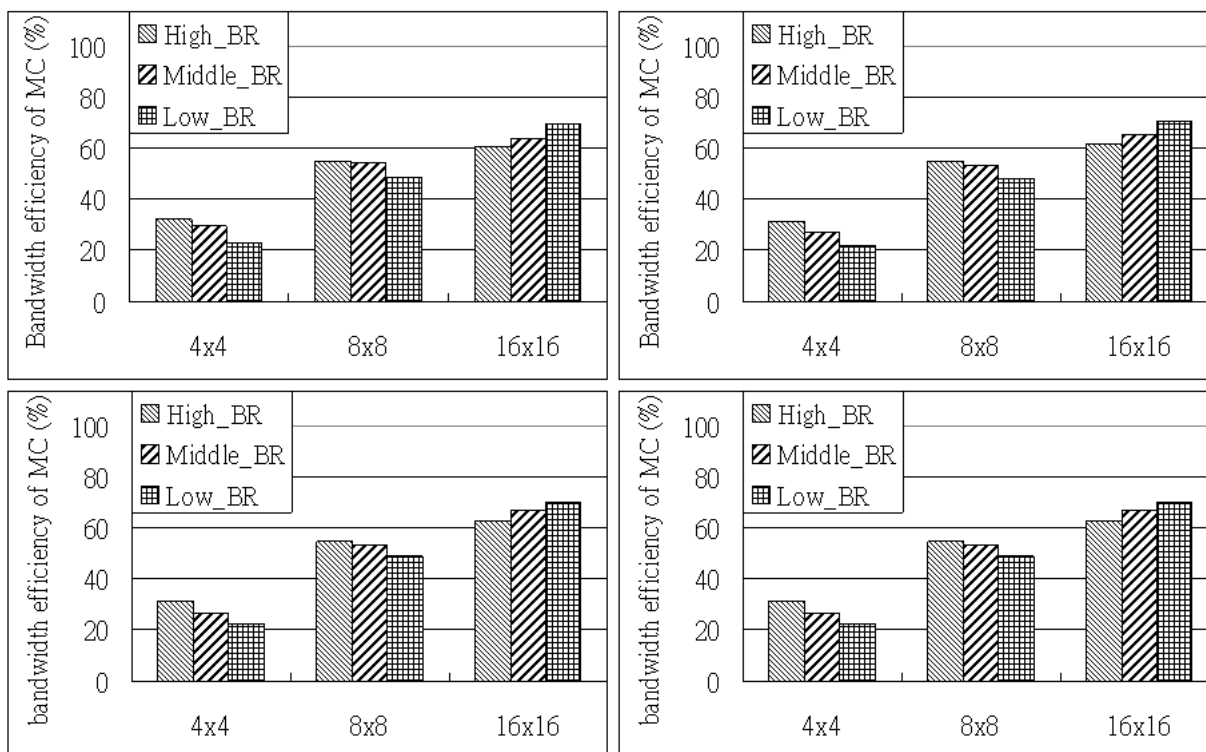 Bandwidth efficiency of MC (%)
High_BR
Middle_BR
Low_BR
100
80
60
40
20
0
4x4
8x8
16x16
Bandwidth efficiency of MC (%)
High_BR
Middle_BR
Low_BR
100
80
60
40
20
0
4x4
8x8
16x16
bandwidth efficiency of MC (%)
High_BR
Middle_BR
Low_BR
100
80
60
40
20
0
4x4
8x8
16x16
bandwidth efficiency of MC (%)
High_BR
Middle_BR
Low_BR
100
80
60
40
20
0
4x4
8x8
16x16